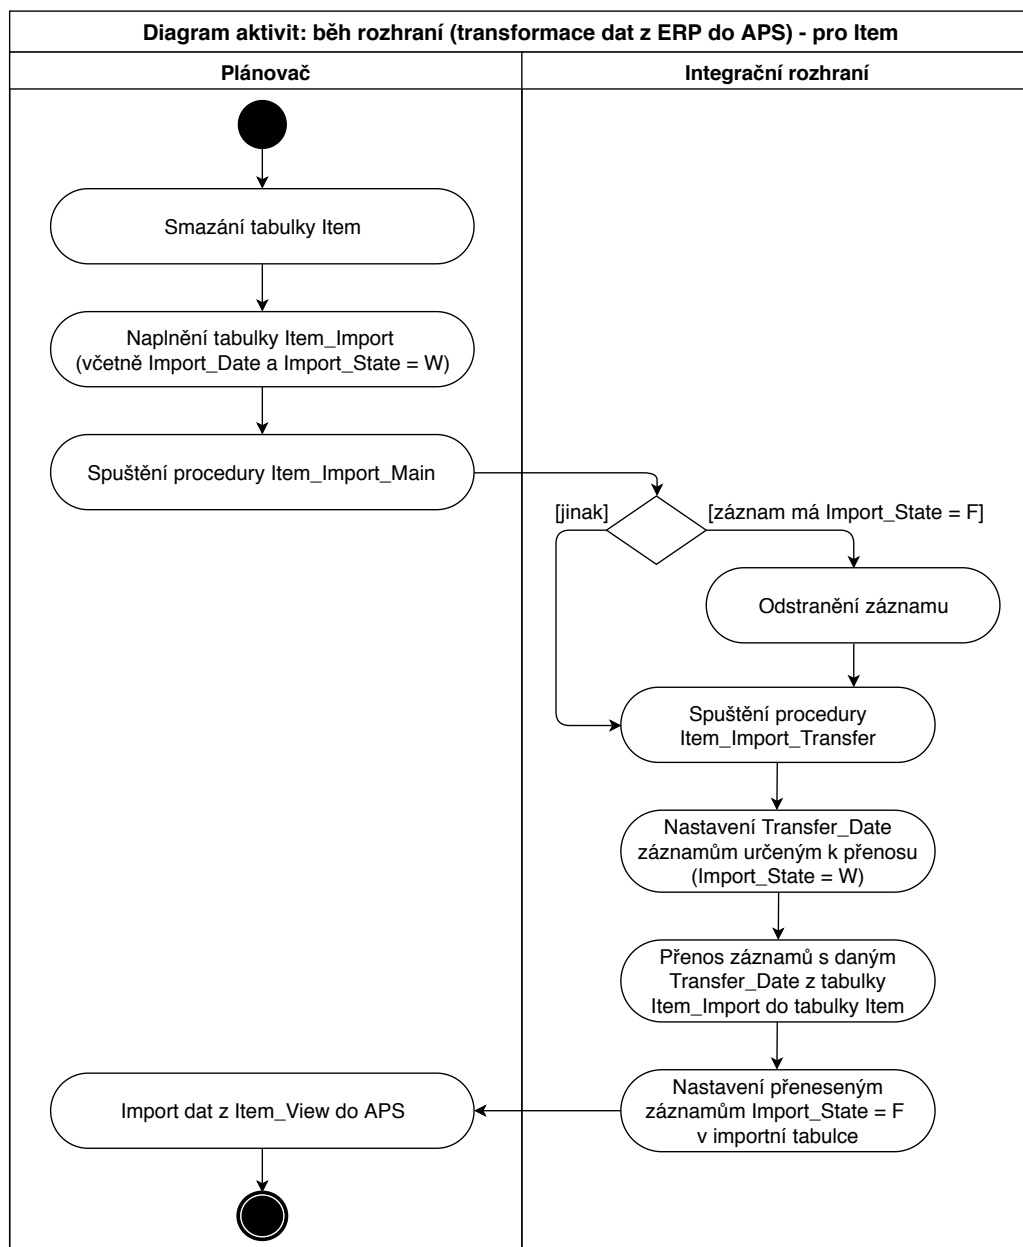 Diagram aktivit: běh rozhraní (transformace dat z ERP do APS) - pro Item
Plánovač
Integrační rozhraní
Smazání tabulky Item
Naplnění tabulky Item_Import
(včetně Import_Date a Import_State = W)
Spuštění procedury Item_Import_Main
[jinak]
[záznam má Import_State = F]
Odstranění záznamu
Spuštění procedury
Item_Import_Transfer
Nastavení Transfer_Date
záznamům určeným k přenosu
(Import_State = W)
Přenos záznamů s daným
Transfer_Date z tabulky
Item_Import do tabulky Item
Nastavení přeneseným
záznamům Import_State = F
v importní tabulce
Import dat z Item_View do APS